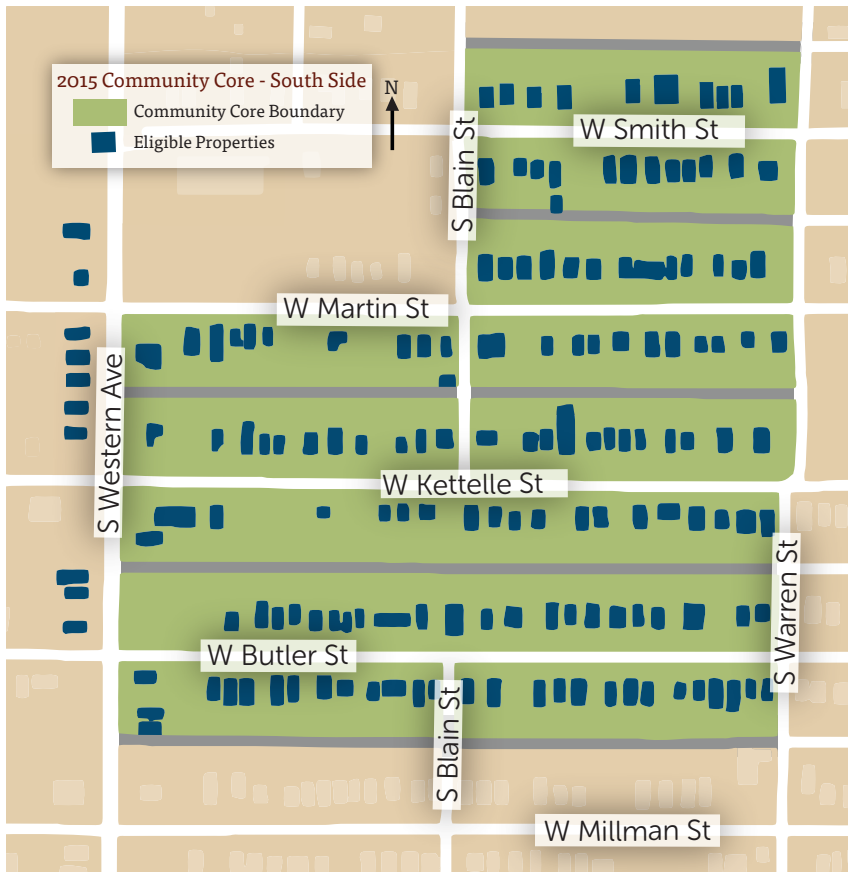 2015 Community Core - South Side
Community Core Boundary
Eligible Properties
N
S Blain St
W Smith St
W Martin St
S Western Ave
W Kettelle St
S Warren St
W Butler St
S Blain St
W Millman St